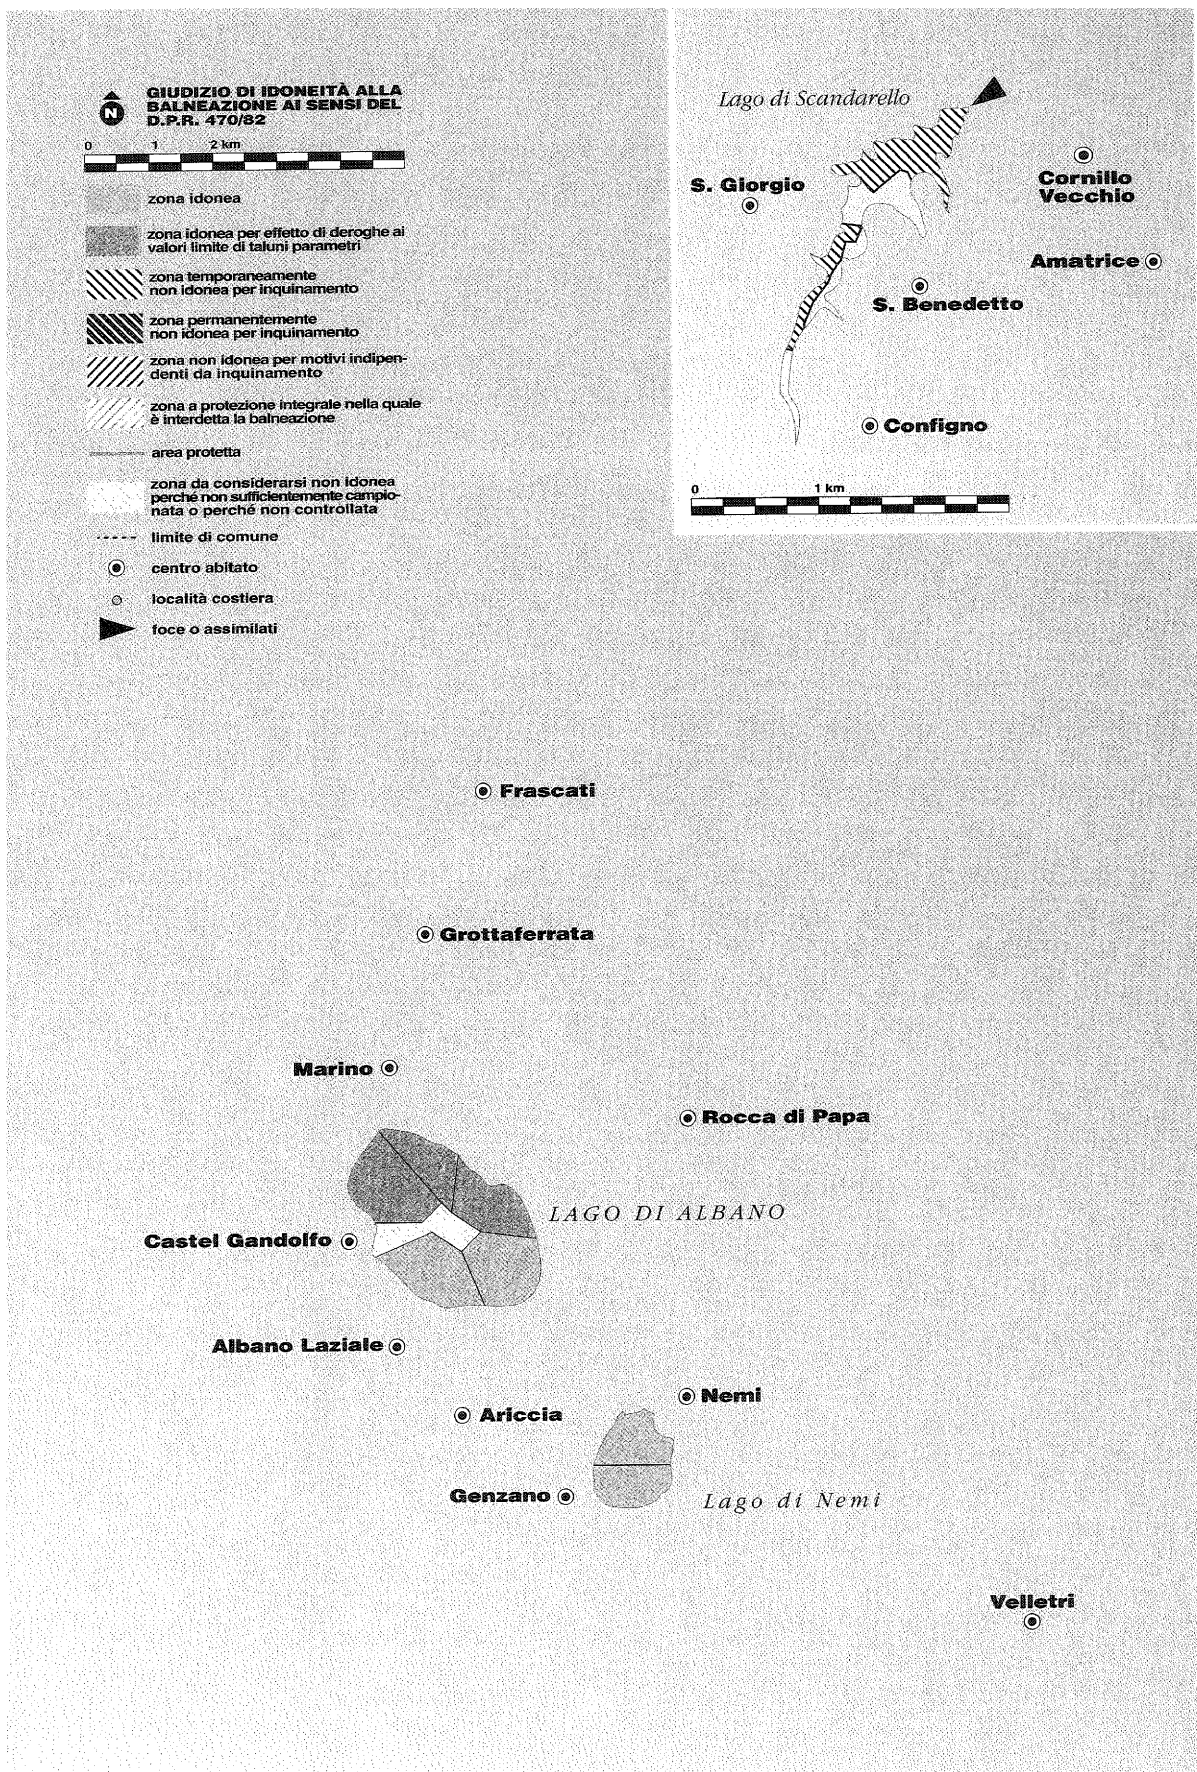 N
GIUDIZIO DI IDONEITÀ ALLA
BALNEAZIONE AI SENSI DEL
D.P.R. 470/82
0 1 2 km
zona idonea
zona idonea per effetto di deroghe ai
valori limite di taluni parametri
zona temporaneamente
non idonea per inquinamento
zona permanentemente
non idonea per inquinamento
zona non idonea per motivi indipen-
denti da inquinamento
zona a protezione integrale nella quale
è interdetta la balneazione
area protetta
zona da considerarsi non idonea
perché non sufficientemente campio-
nata o perché non controllata
limite di comune
centro abitato
località costiera
foce o assimilati
Lago di Scandarello
S. Giorgio
Cornillo
Vecchio
Amatrice
S. Benedetto
Configno
0 1 km
Frascati
Grottaferrata
Marino
Rocca di Papa
LAGO DI ALBANO
Castel Gandolfo
Albano Laziale
Nemi
Ariccia
Genzano
Lago di Nemi
Velletri